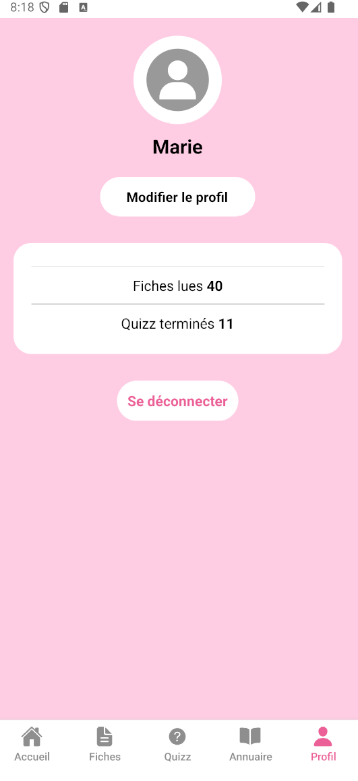 8:18
Marie
Modifier le profil
Fiches lues 40
Quizz terminés 11
Se déconnecter
Accueil
Fiches
Quizz
Annuaire
Profil